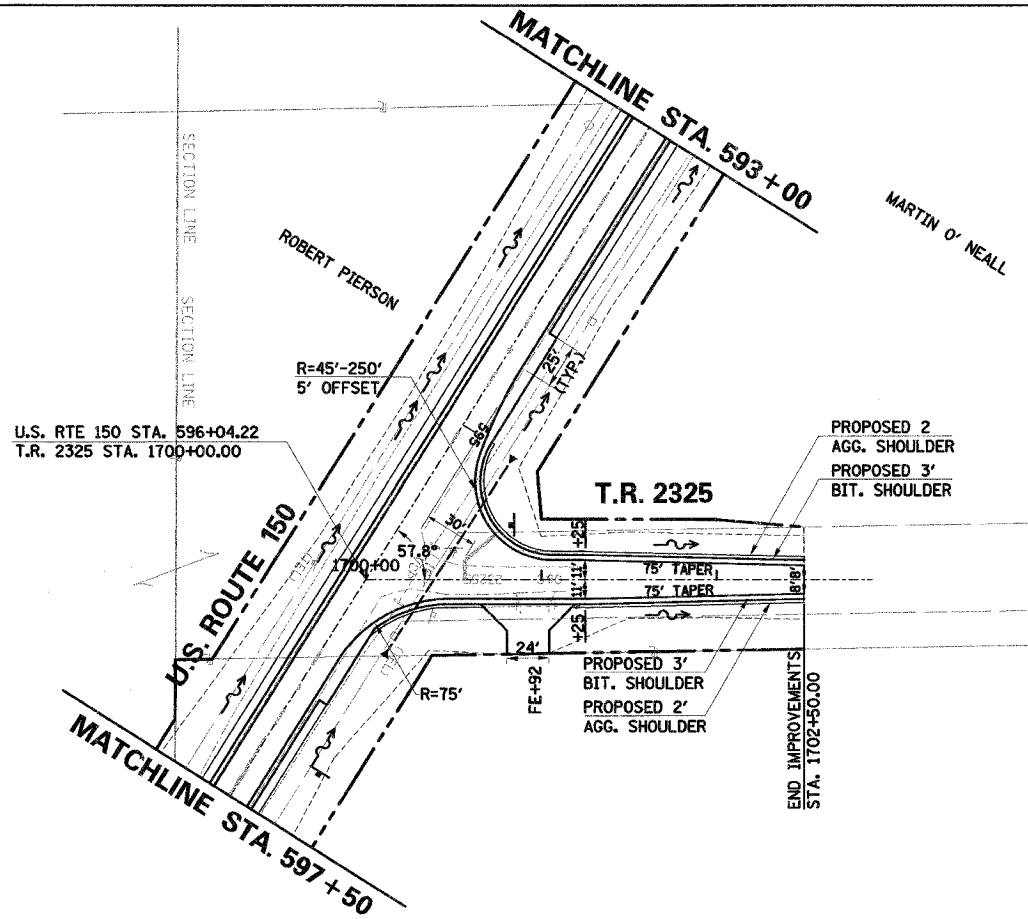 MATCHLINE STA. 593+00
MARTIN O' NEALL
SECTION LINE
ROBERT PIERSON
SECTION LINE
R=45'-250'
5' OFFSET
25'
(TYP.)
595
U.S. RTE 150 STA. 596+04.22
T.R. 2325 STA. 1700+00.00
PROPOSED 2
AGG. SHOULDER
PROPOSED 3'
BIT. SHOULDER
T.R. 2325
U.S. ROUTE 150
30'
57.8°
1700+00
+25
75' TAPER
11' 11'
8' 8'
75' TAPER
+25
24'
FE+92
R=75'
PROPOSED 3'
BIT. SHOULDER
PROPOSED 2'
AGG. SHOULDER
END IMPROVEMENTS
STA. 1702+50.00
MATCHLINE STA. 597+50